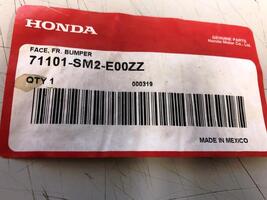 HONDA
GENUINE PARTS
Honda Motor Co., Ltd.
FACE, FR. BUMPER
71101-SM2-E00ZZ
QTY 1
000319
MADE IN MEXICO